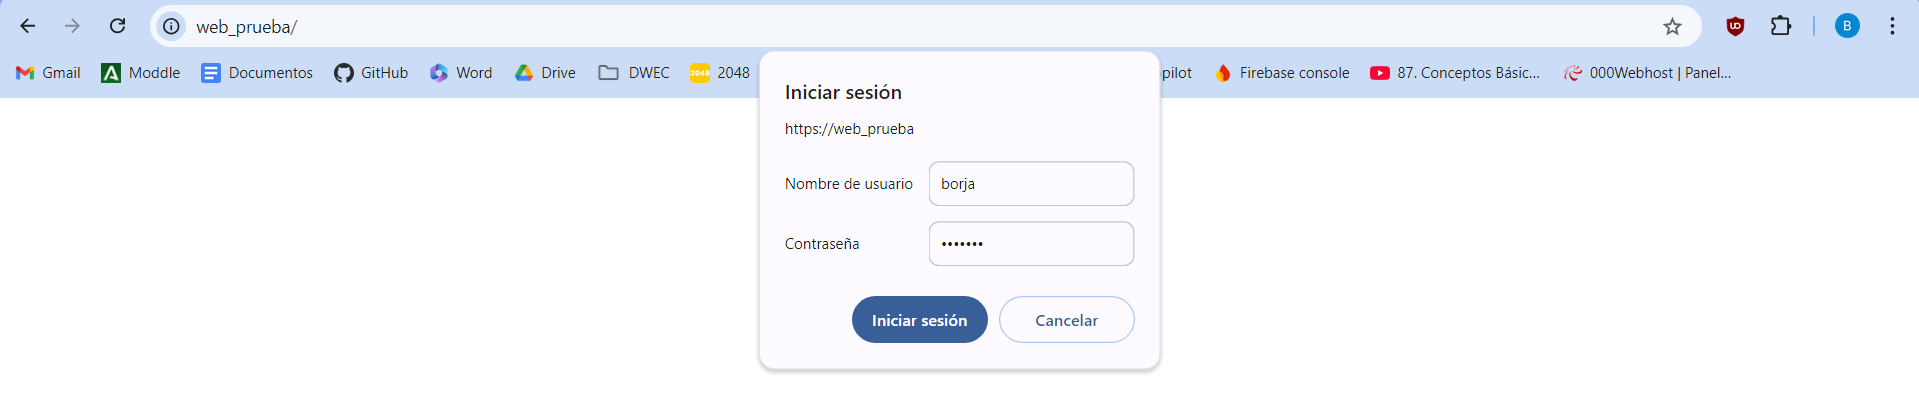 web_prueba/
B
Gmail Moddle Documentos GitHub Word Drive DWEC 2048 pilot Firebase console 87. Conceptos Básic... 000Webhost | Panel...
Iniciar sesión
https://web_prueba
Nombre de usuario borja
Contraseña •••••••
Iniciar sesión Cancelar